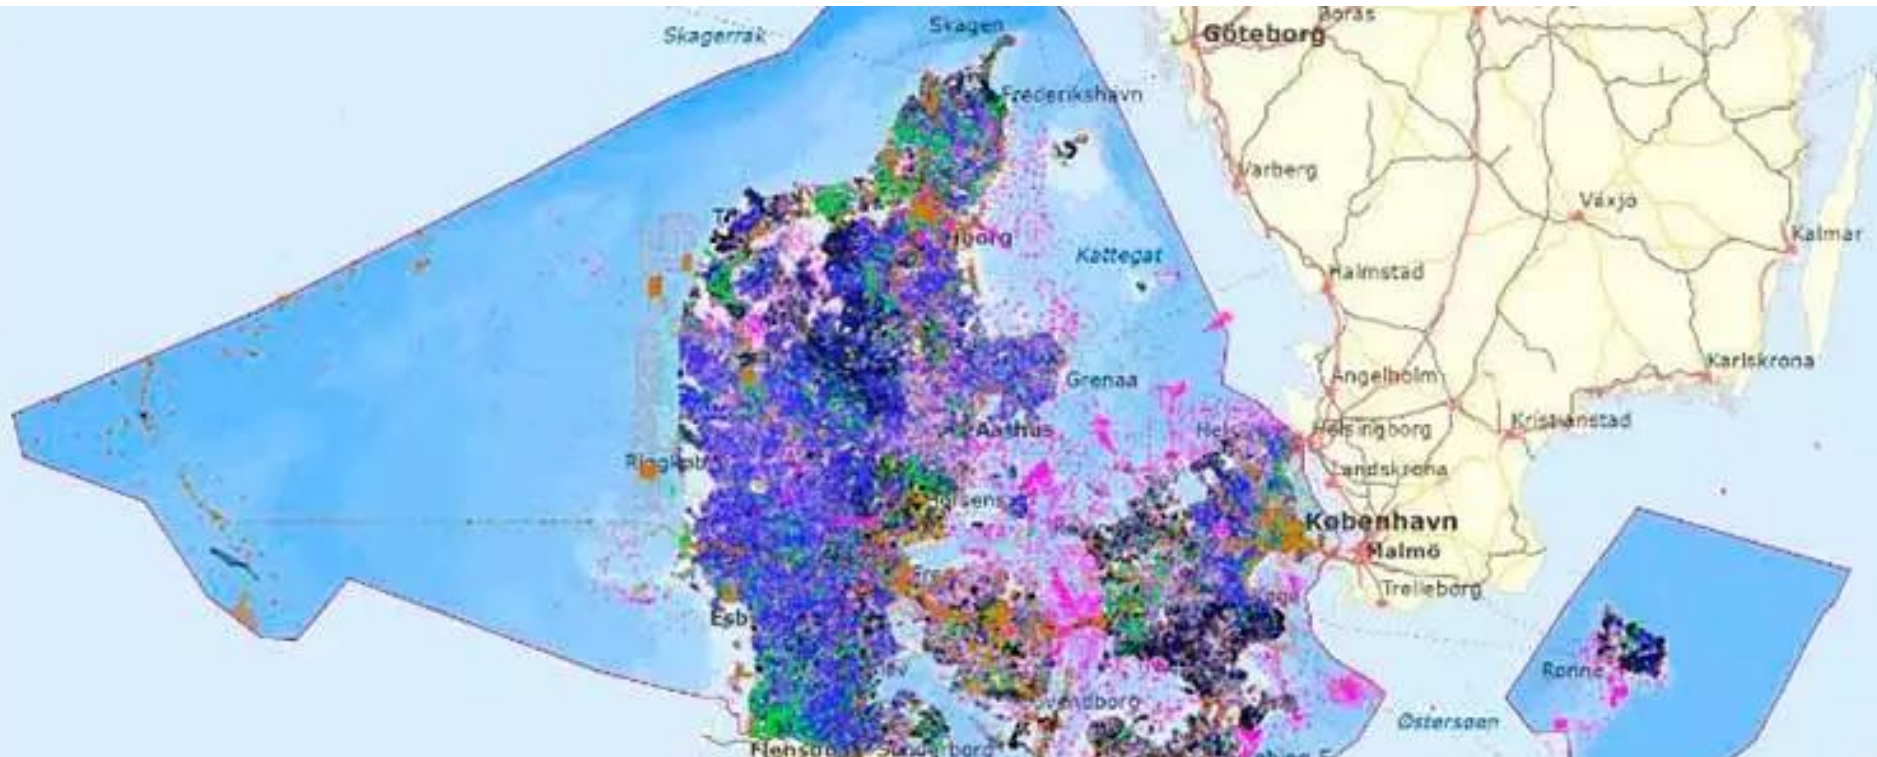 Skagerrak
Skagen
Göteborg
Borås
Frederikshavn
Varberg
Växjö
Kalmar
Kattegat
Halmstad
Karlskrona
Grenaa
Ängelholm
Aarhus
Helsingborg
Kristianstad
Landskrona
København
Malmö
Trelleborg
Esb
Rønne
Østersøen